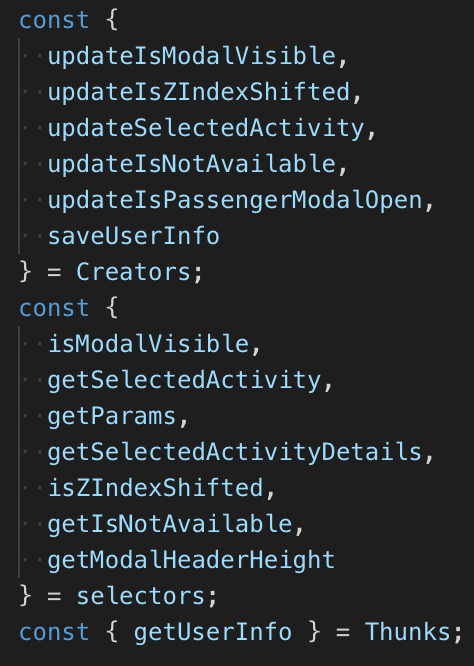 const {
  updateIsModalVisible,
  updateIsZIndexShifted,
  updateSelectedActivity,
  updateIsNotAvailable,
  updateIsPassengerModalOpen,
  saveUserInfo
} = Creators;
const {
  isModalVisible,
  getSelectedActivity,
  getParams,
  getSelectedActivityDetails,
  isZIndexShifted,
  getIsNotAvailable,
  getModalHeaderHeight
} = selectors;
const { getUserInfo } = Thunks;